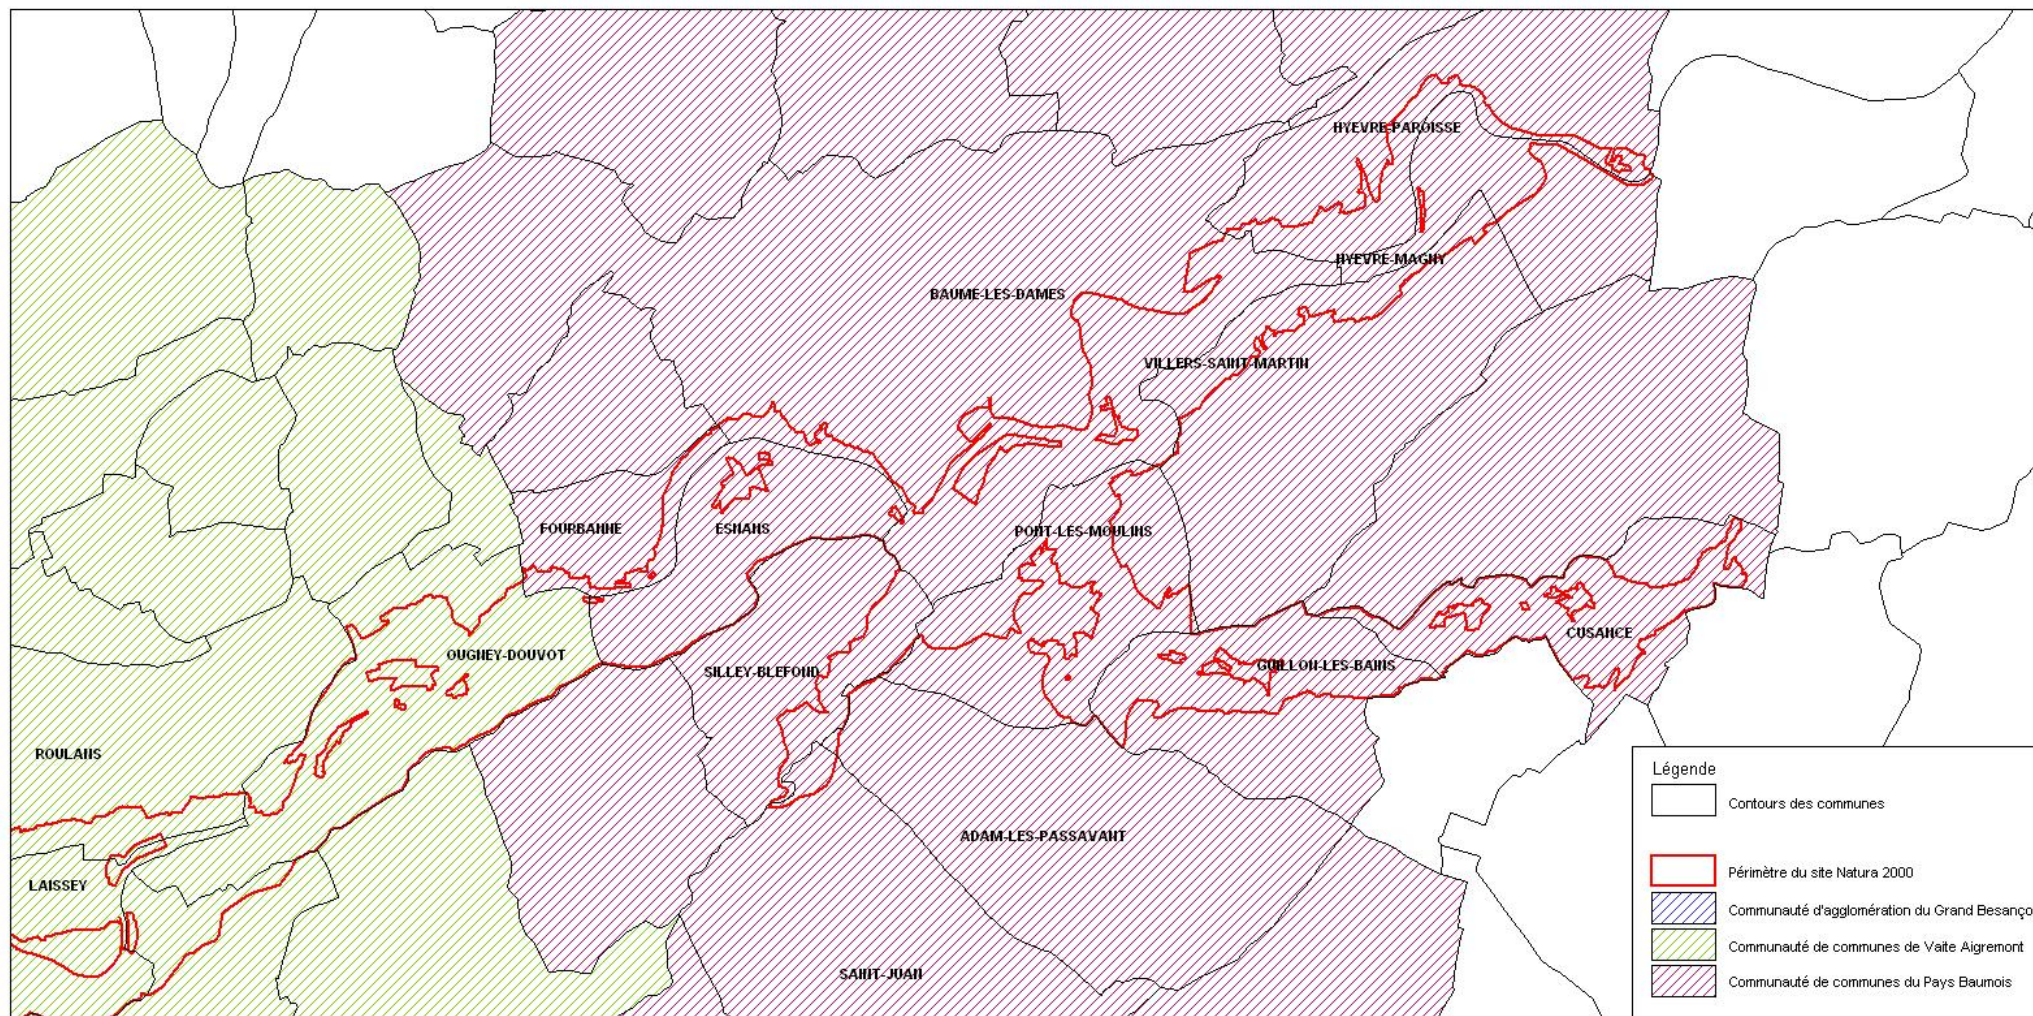 HYEVRE-PAROISSE
HYEVRE-MAGNY
BAUME-LES-DAMES
VILLERS-SAINT-MARTIN
FOURBANNE
ESNANS
PONT-LES-MOULINS
CUSANCE
OUGNEY-DOUVOT
SILLEY-BLEFOND
GUILLON-LES-BAINS
ROULANS
ADAM-LES-PASSAVANT
LAISSEY
SAINT-JUAN
Légende
Contours des communes
Périmètre du site Natura 2000
Communauté d'agglomération du Grand Besanço
Communauté de communes de Vaite Aigremont
Communauté de communes du Pays Baumois